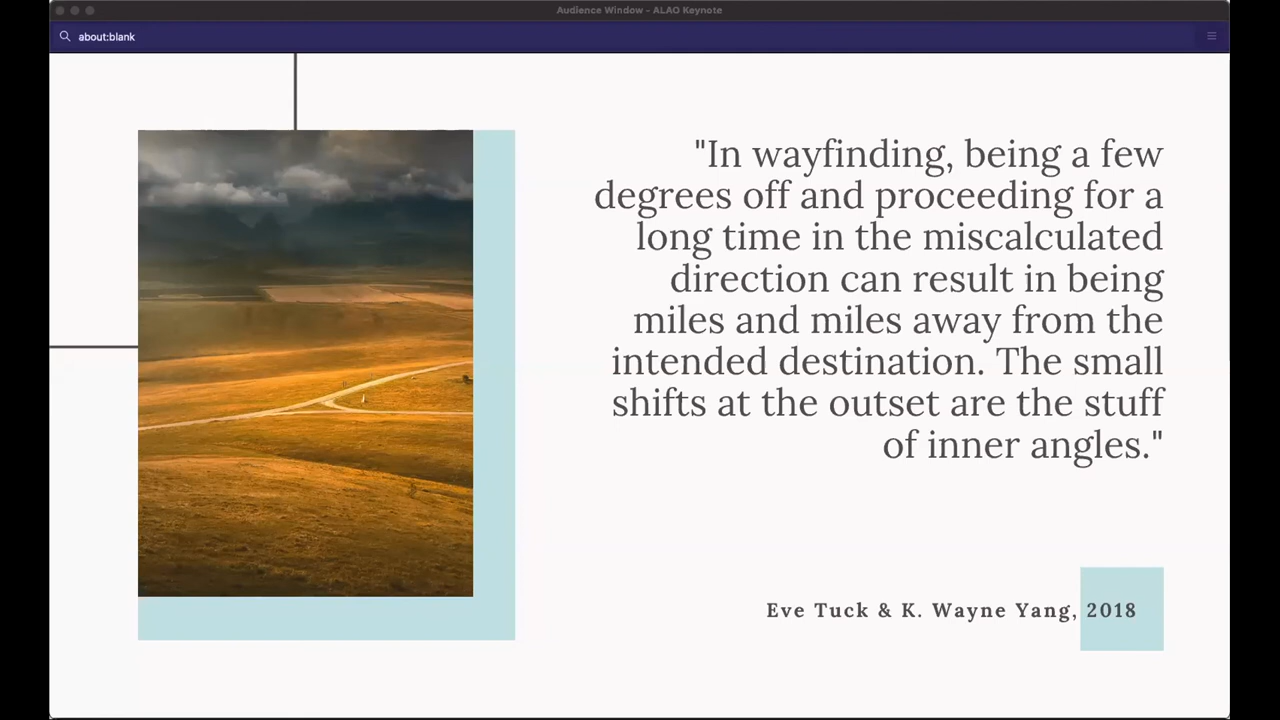 Audience Window - ALAO Keynote
about:blank
"In wayfinding, being a few
degrees off and proceeding for a
long time in the miscalculated
direction can result in being
miles and miles away from the
intended destination. The small
shifts at the outset are the stuff
of inner angles."
Eve Tuck & K. Wayne Yang, 2018